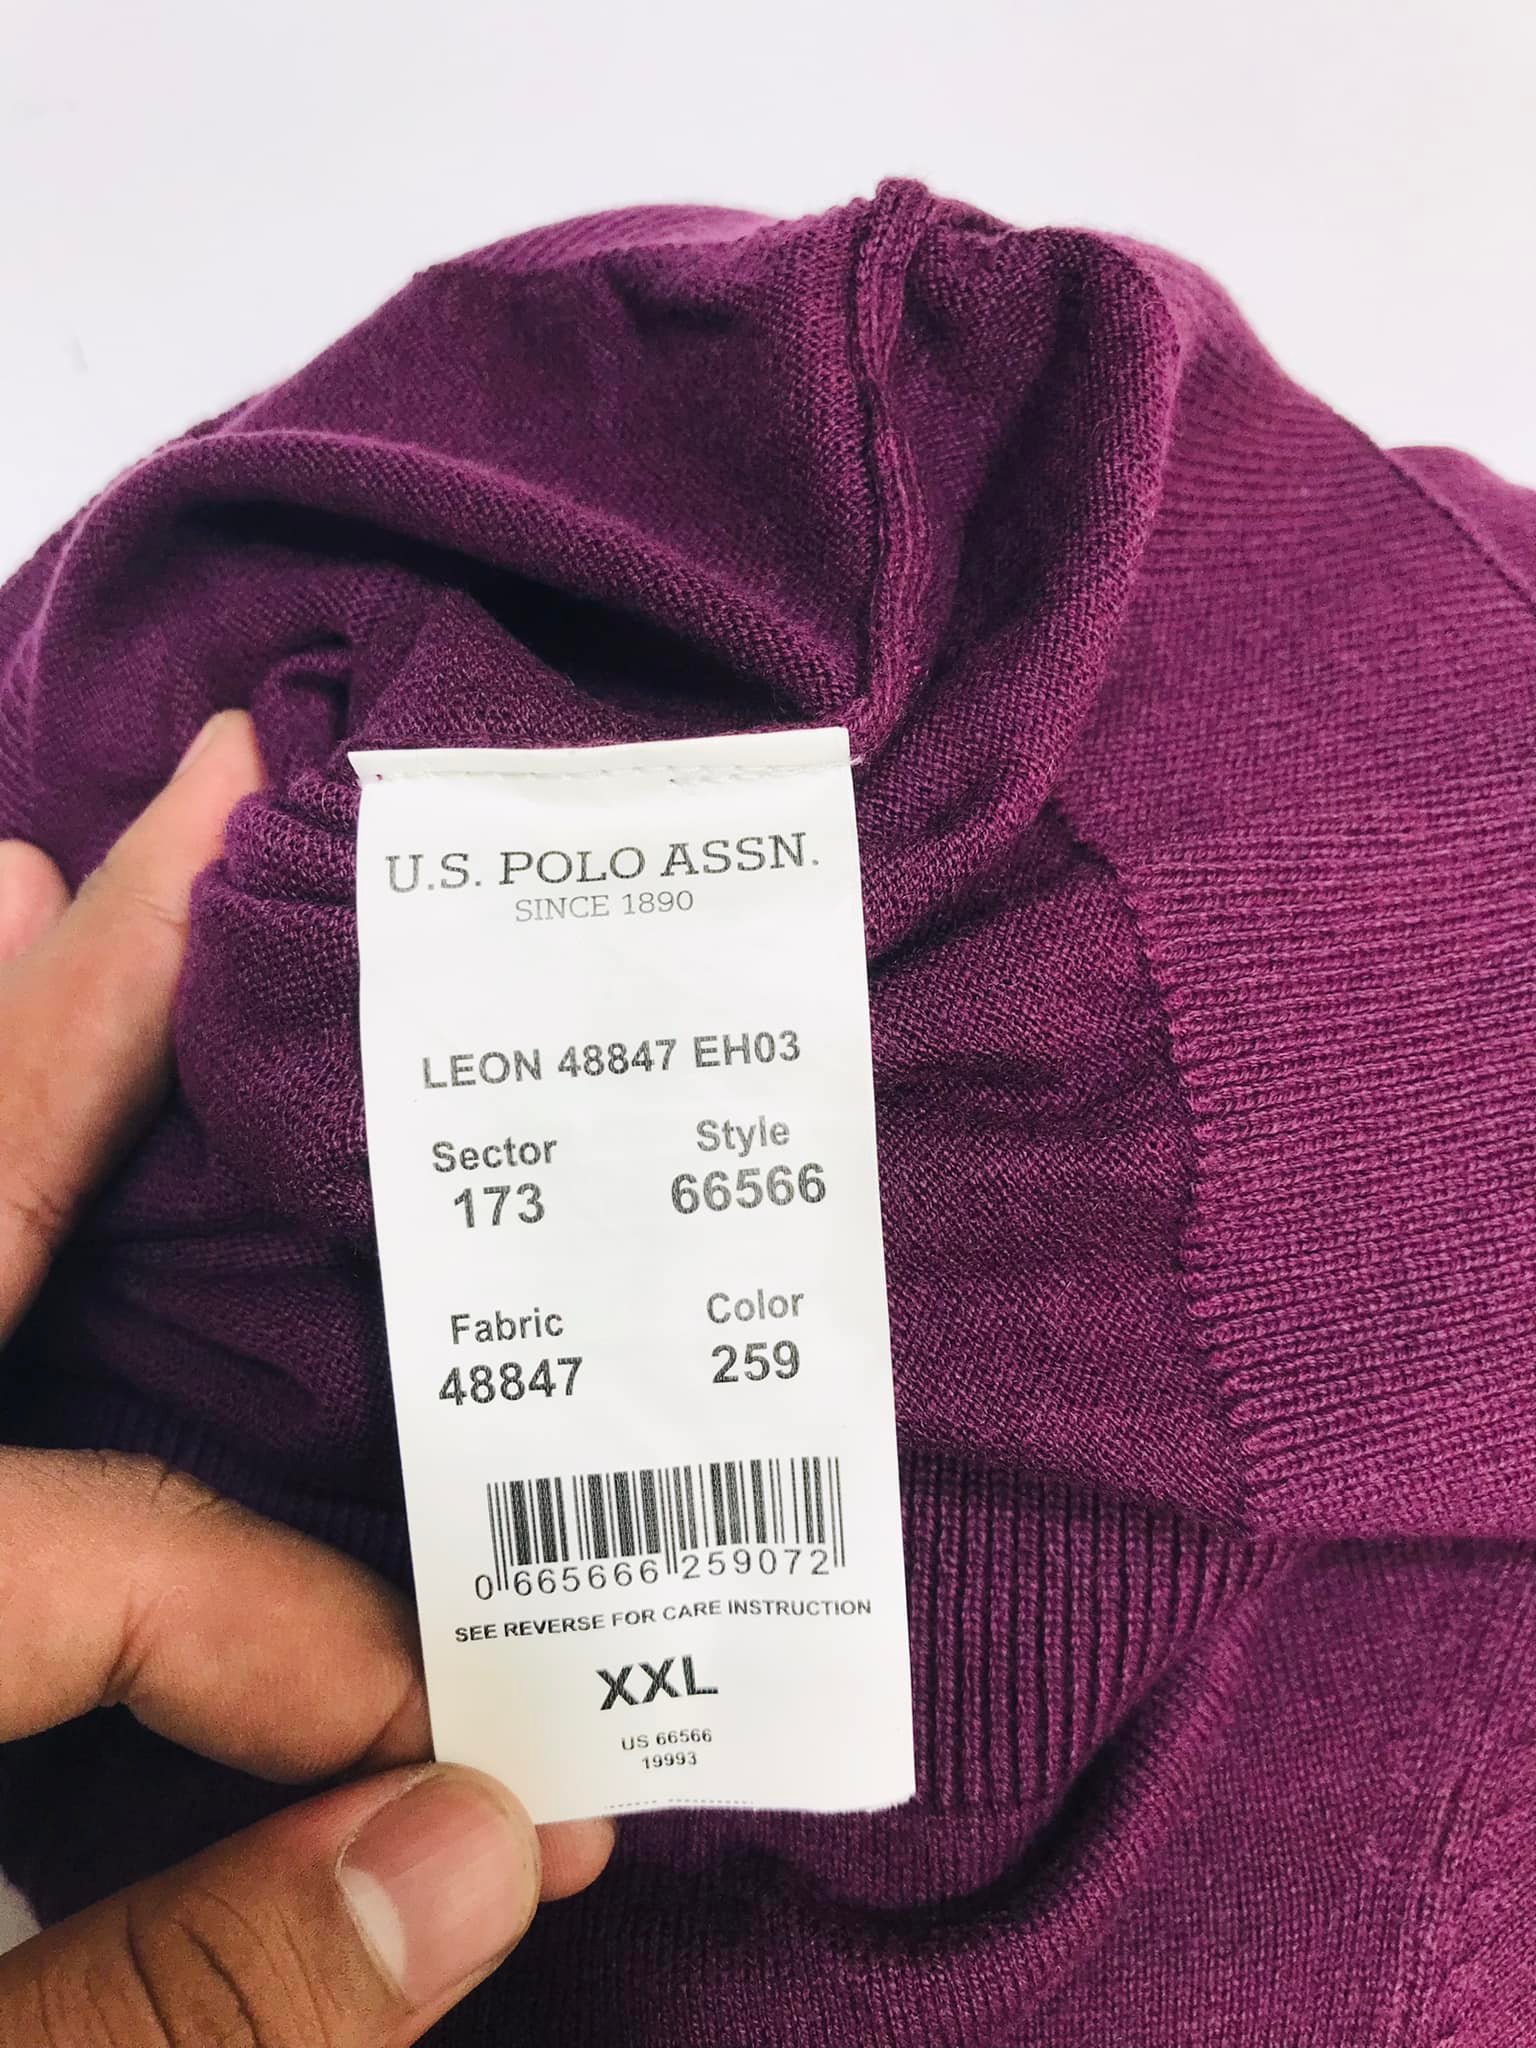 U.S. POLO ASSN.
SINCE 1890
LEON 48847 EH03
Sector Style
173 66566
Fabric Color
48847 259
0 665666 259072
SEE REVERSE FOR CARE INSTRUCTION
XXL
US 66566
19993